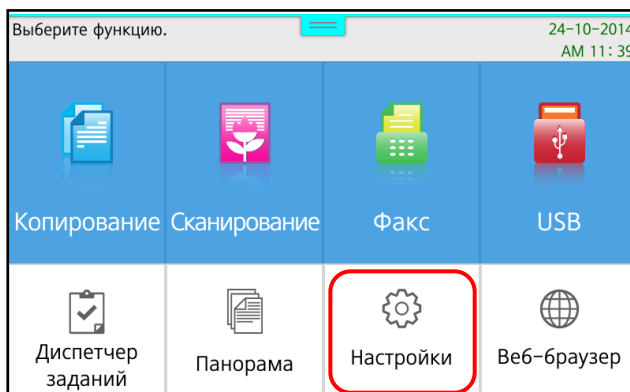 Выберите функцию.
24-10-2014
AM 11:39
Копирование Сканирование Факс USB
Диспетчер заданий
Панорама
Настройки
Веб-браузер